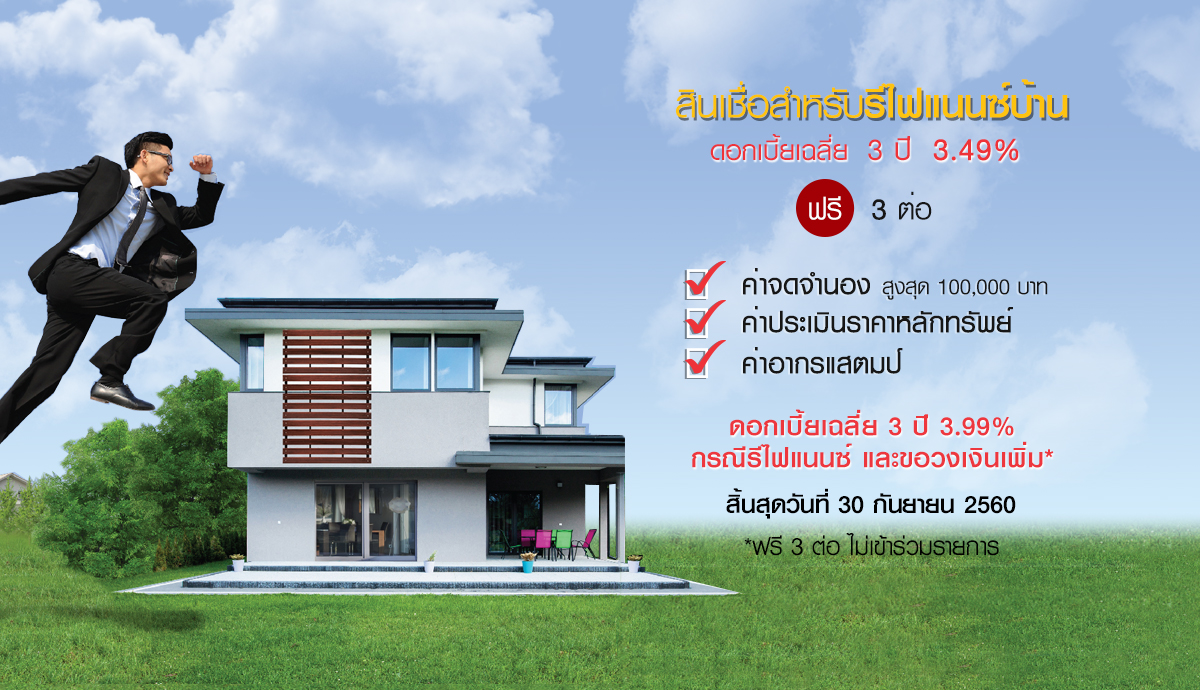 สินเชื่อสำหรับรีไฟแนนซ์บ้าน
ดอกเบี้ยเฉลี่ย 3 ปี 3.49%
ฟรี 3 ต่อ
ค่าจดจำนอง สูงสุด 100,000 บาท
ค่าประเมินราคาหลักทรัพย์
ค่าอากรแสตมป์
ดอกเบี้ยเฉลี่ย 3 ปี 3.99%
กรณีรีไฟแนนซ์ และขอวงเงินเพิ่ม*
สิ้นสุดวันที่ 30 กันยายน 2560
*ฟรี 3 ต่อ ไม่เข้าร่วมรายการ